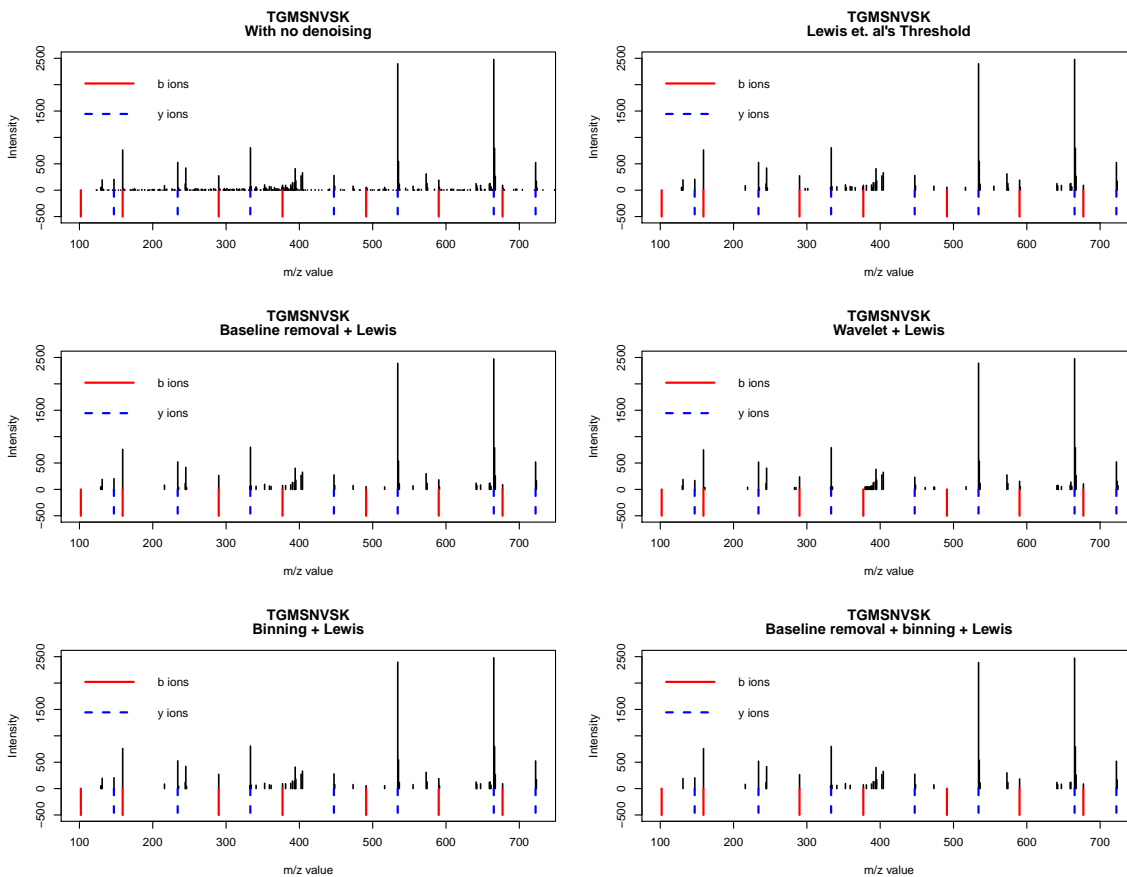 TGMSNVSK
With no denoising
b ions
y ions
Intensity
−500 0 500 1500 2500
100 200 300 400 500 600 700
m/z value
TGMSNVSK
Lewis et. al's Threshold
b ions
y ions
Intensity
−500 0 500 1500 2500
100 200 300 400 500 600 700
m/z value
TGMSNVSK
Baseline removal + Lewis
b ions
y ions
Intensity
−500 0 500 1500 2500
100 200 300 400 500 600 700
m/z value
TGMSNVSK
Wavelet + Lewis
b ions
y ions
Intensity
−500 0 500 1500 2500
100 200 300 400 500 600 700
m/z value
TGMSNVSK
Binning + Lewis
b ions
y ions
Intensity
−500 0 500 1500 2500
100 200 300 400 500 600 700
m/z value
TGMSNVSK
Baseline removal + binning + Lewis
b ions
y ions
Intensity
−500 0 500 1500 2500
100 200 300 400 500 600 700
m/z value